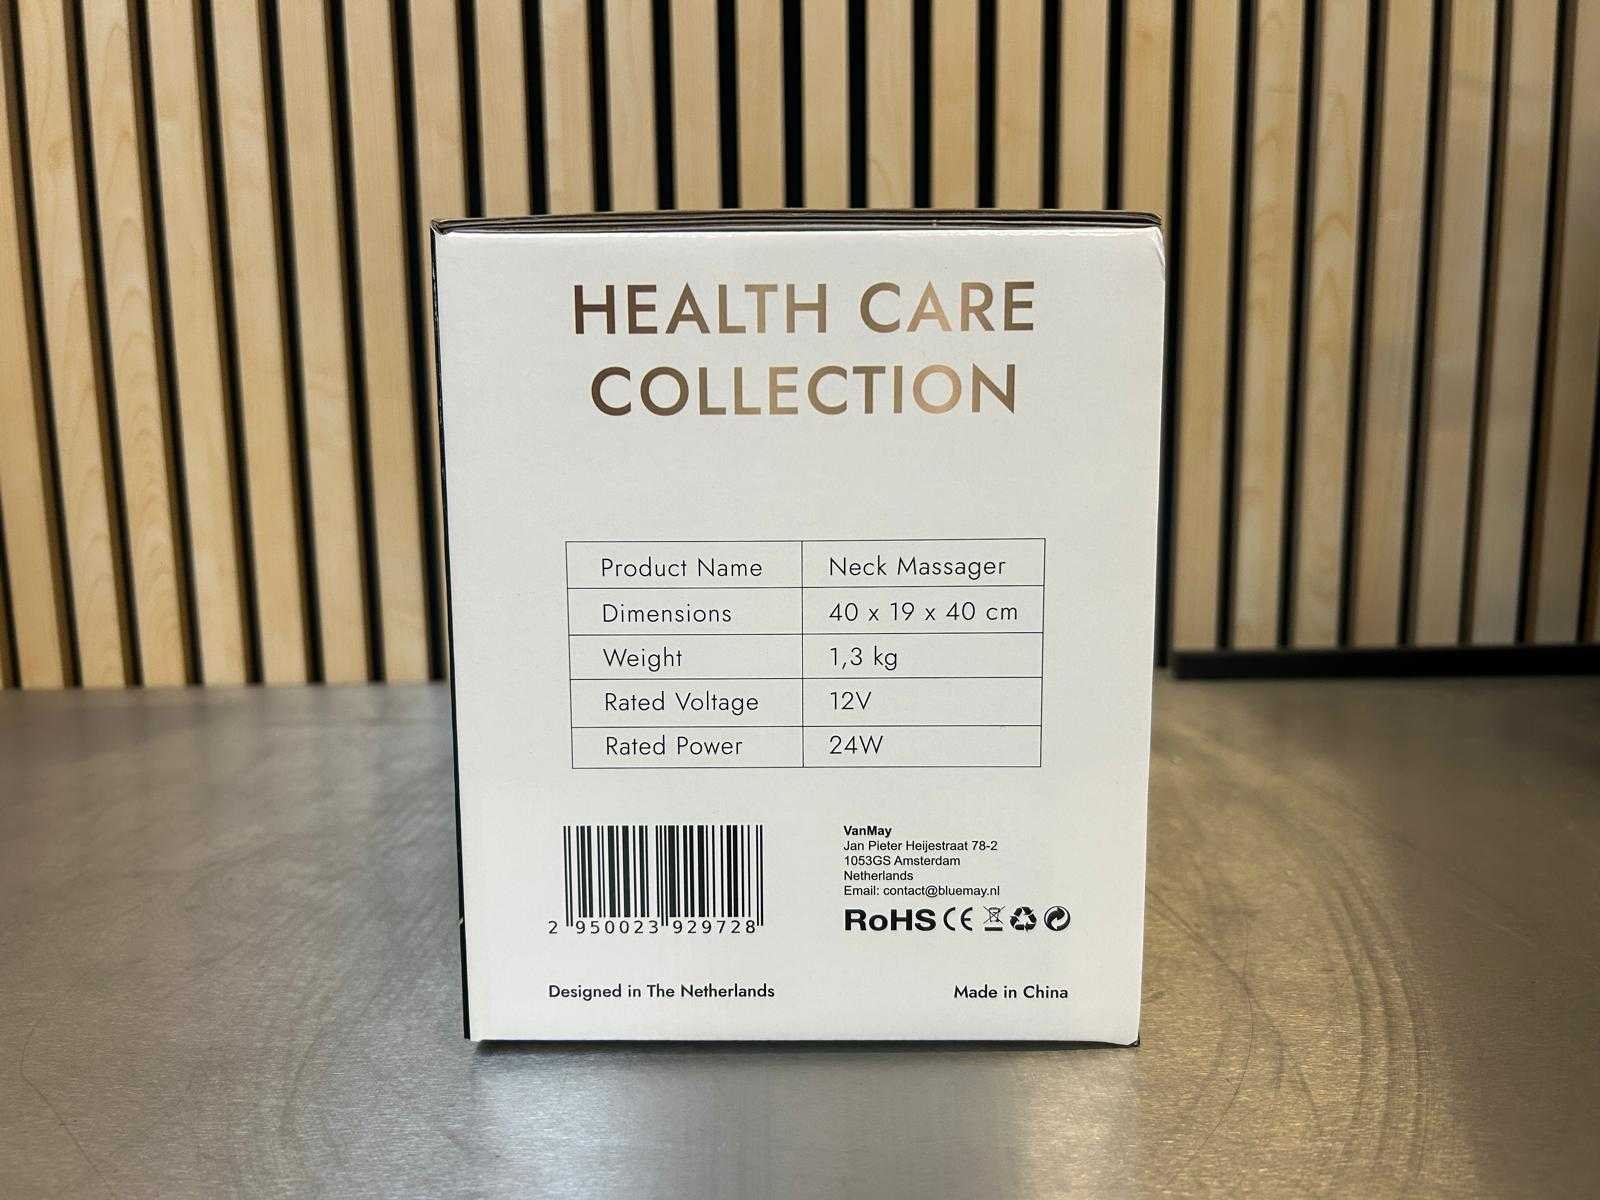 HEALTH CARE
COLLECTION
Product Name Neck Massager
Dimensions 40 x 19 x 40 cm
Weight 1,3 kg
Rated Voltage 12V
Rated Power 24W
VanMay
Jan Pieter Heijestraat 78-2
1053GS Amsterdam
Netherlands
Email: contact@bluemay.nl
RoHS CE
2 950023 929728
Designed in The Netherlands
Made in China